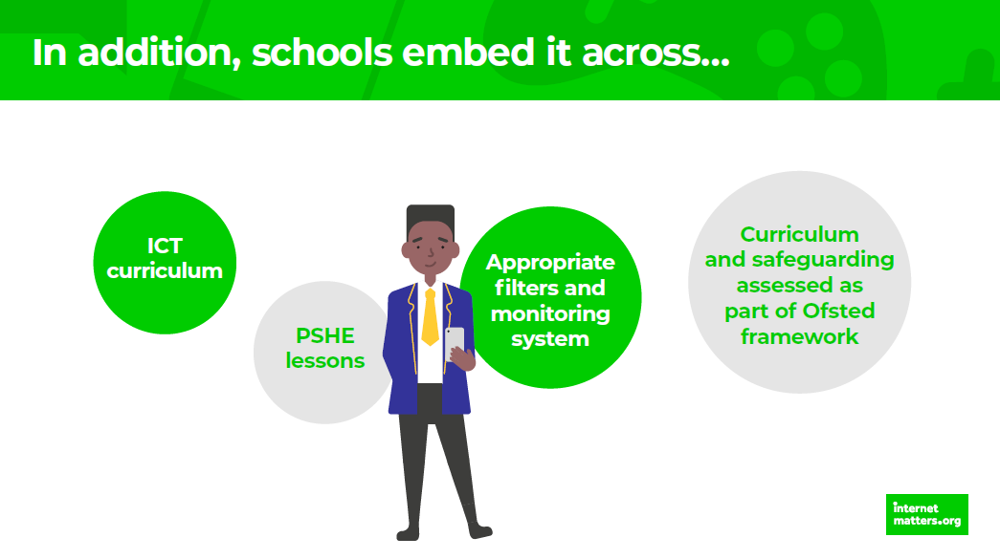 In addition, schools embed it across...
ICT
curriculum
PSHE
lessons
Appropriate
filters and
monitoring
system
Curriculum
and safeguarding
assessed as
part of Ofsted
framework
internet
matters.org